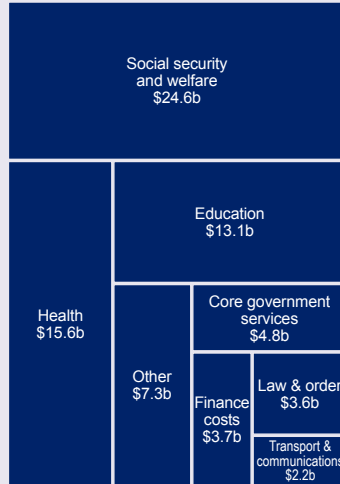 Social security
and welfare
$24.6b
Education
$13.1b
Health
$15.6b
Core government
services
$4.8b
Other
$7.3b
Finance
costs
$3.7b
Law & order
$3.6b
Transport &
communications
$2.2b